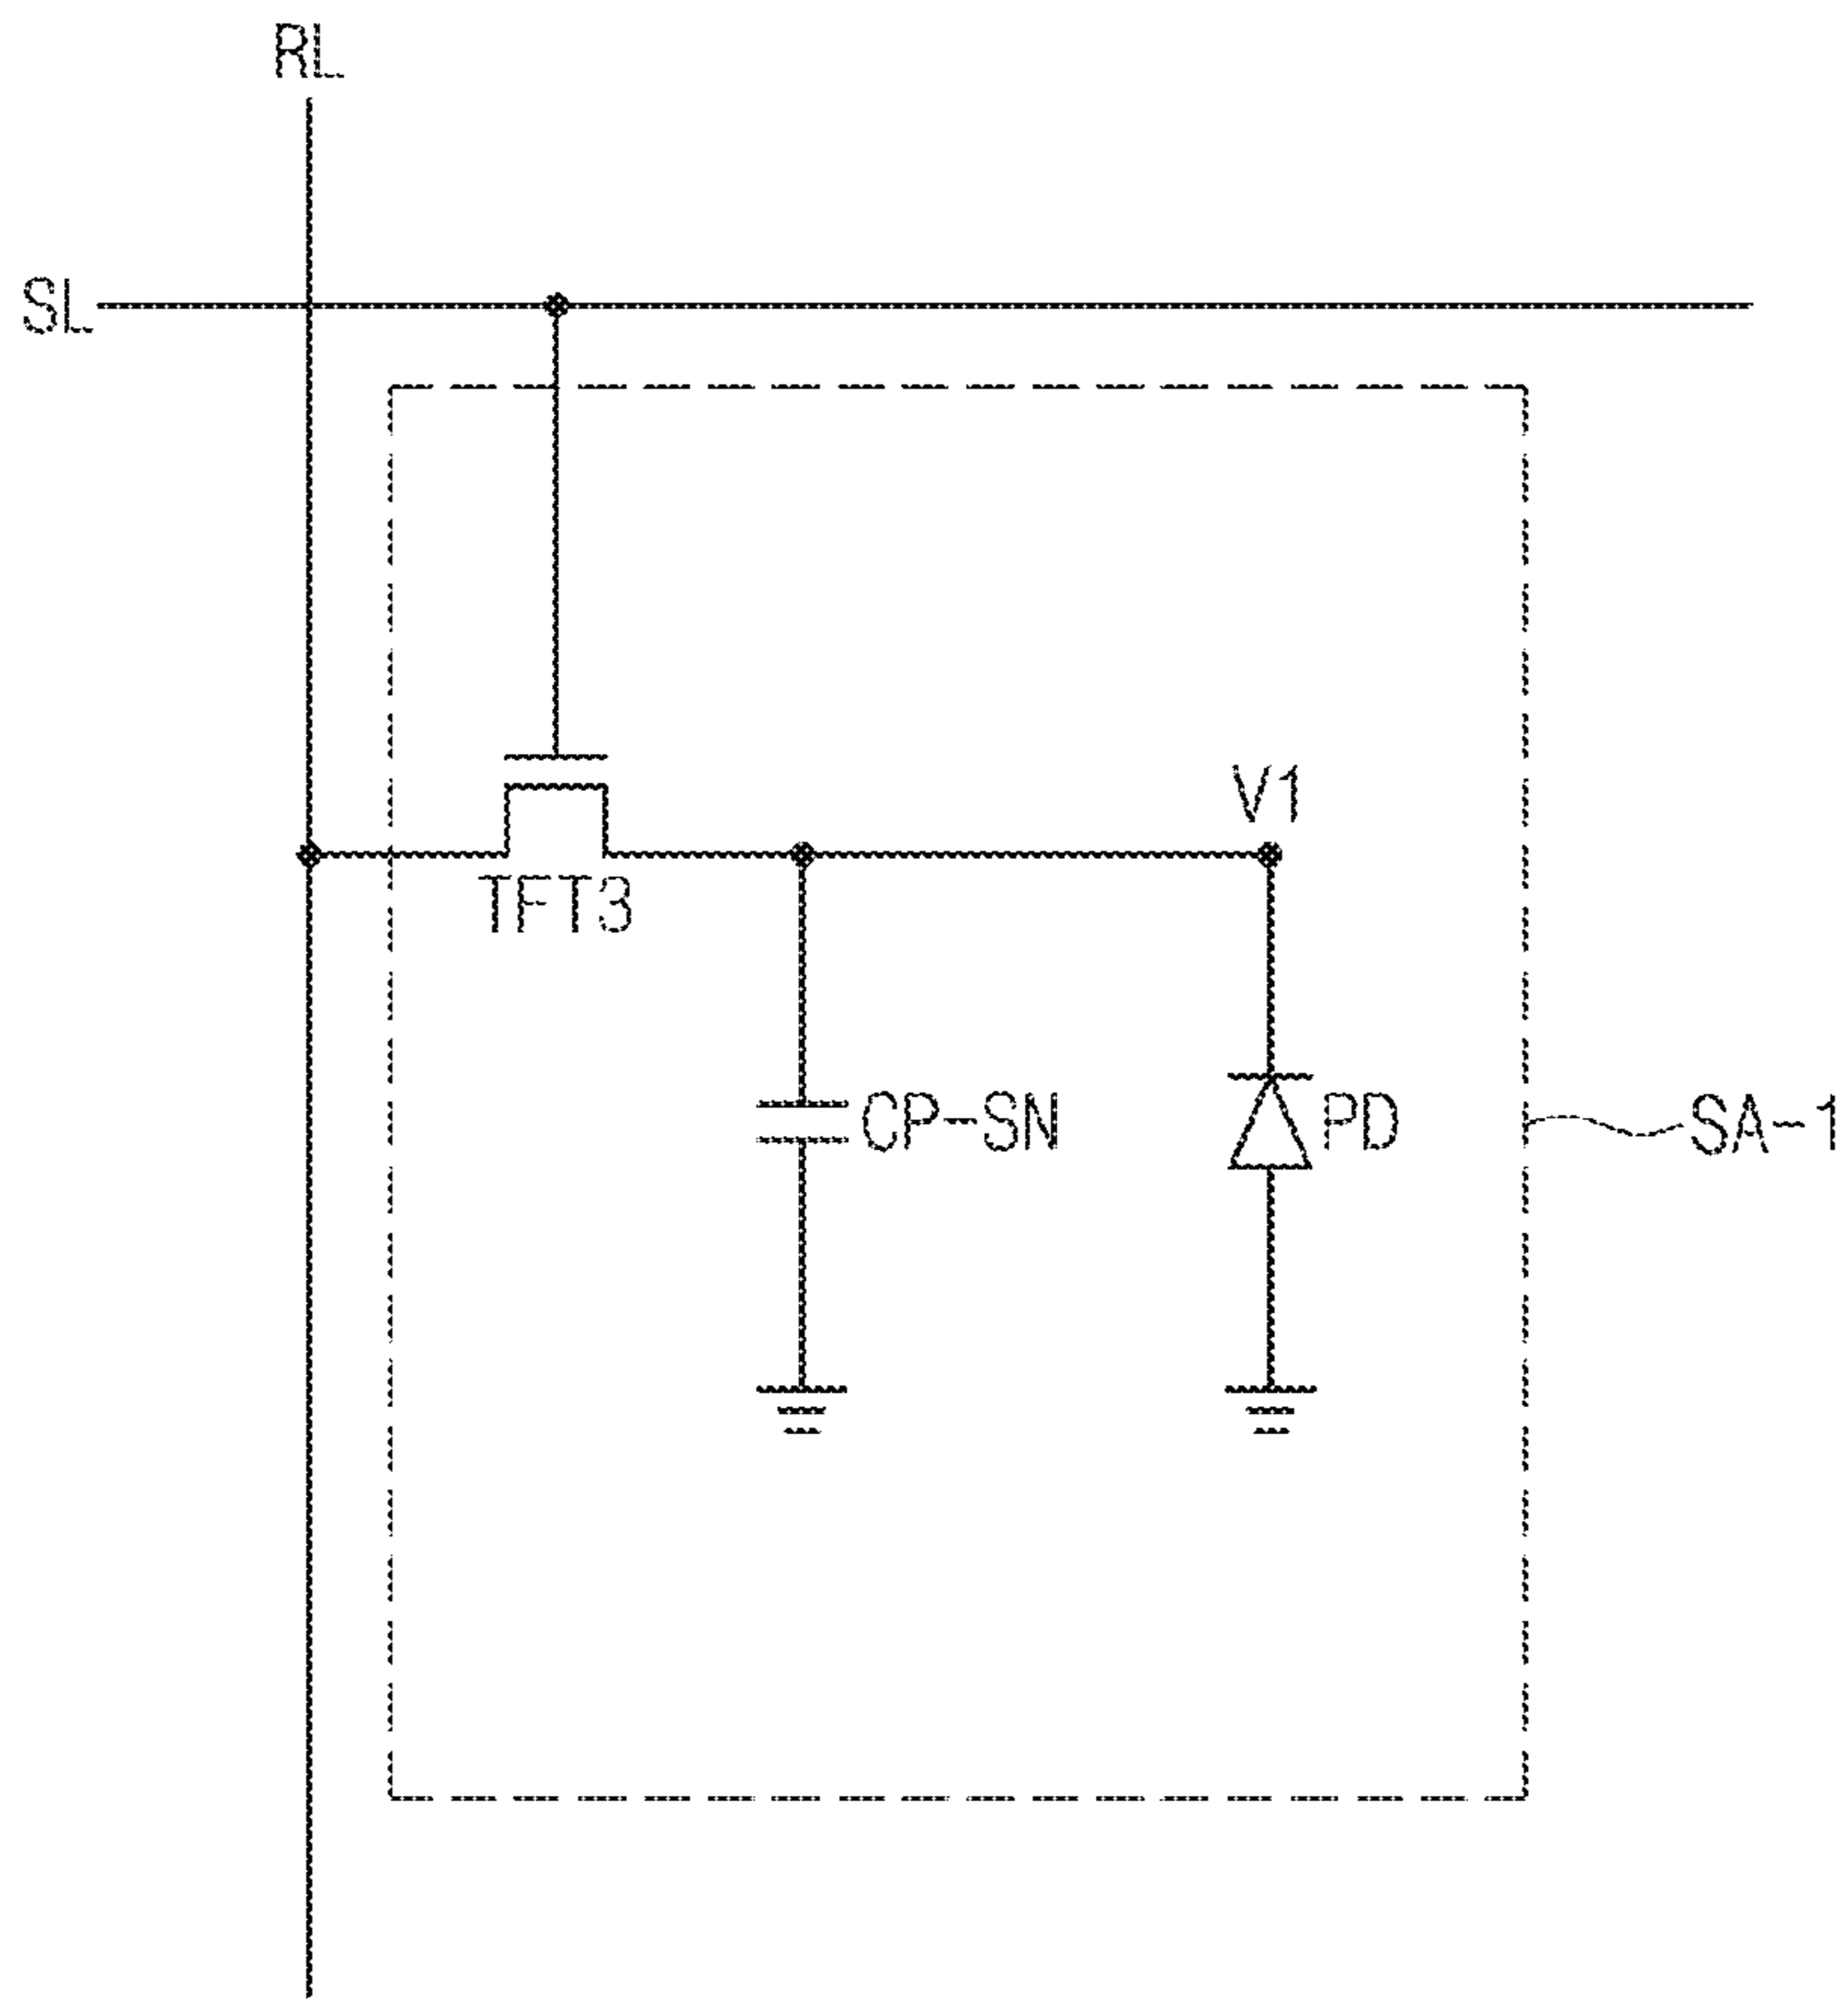 RL
SL
V1
TFT3
CP-SN
PD
SA-1